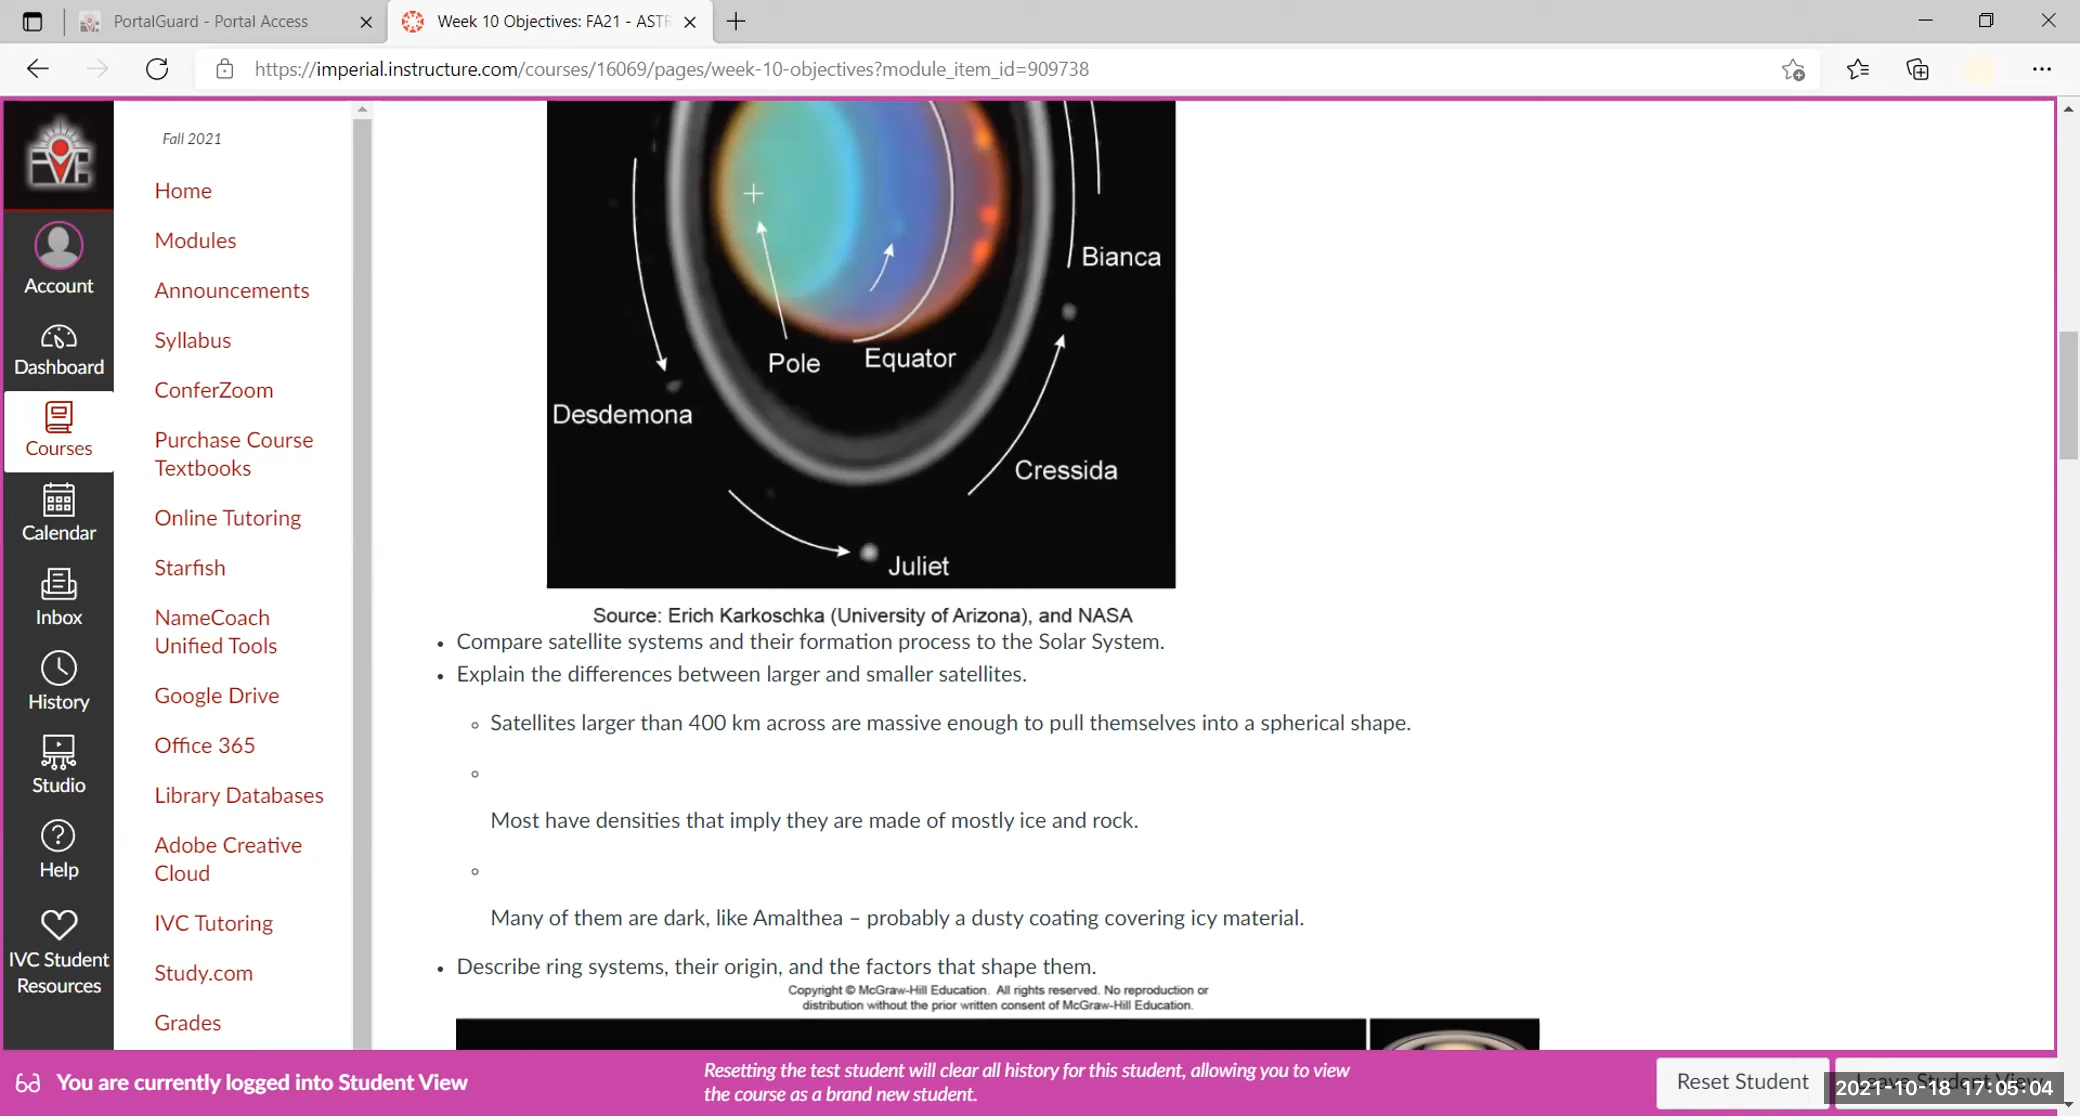 PortalGuard - Portal Access
Week 10 Objectives: FA21 - ASTR
https://imperial.instructure.com/courses/16069/pages/week-10-objectives?module_item_id=909738
IVC
Account
Dashboard
Courses
Calendar
Inbox
History
Studio
Help
IVC Student
Resources
Fall 2021
Home
Modules
Announcements
Syllabus
ConferZoom
Purchase Course
Textbooks
Online Tutoring
Starfish
NameCoach
Unified Tools
Google Drive
Office 365
Library Databases
Adobe Creative
Cloud
IVC Tutoring
Study.com
Grades
Bianca
Pole
Equator
Desdemona
Cressida
Juliet
Source: Erich Karkoschka (University of Arizona), and NASA
• Compare satellite systems and their formation process to the Solar System.
• Explain the differences between larger and smaller satellites.
◦ Satellites larger than 400 km across are massive enough to pull themselves into a spherical shape.
◦
Most have densities that imply they are made of mostly ice and rock.
◦
Many of them are dark, like Amalthea – probably a dusty coating covering icy material.
• Describe ring systems, their origin, and the factors that shape them.
Copyright © McGraw-Hill Education. All rights reserved. No reproduction or
distribution without the prior written consent of McGraw-Hill Education.
You are currently logged into Student View
Resetting the test student will clear all history for this student, allowing you to view
the course as a brand new student.
Reset Student
Leave Student View
2021-10-18 17:05:04